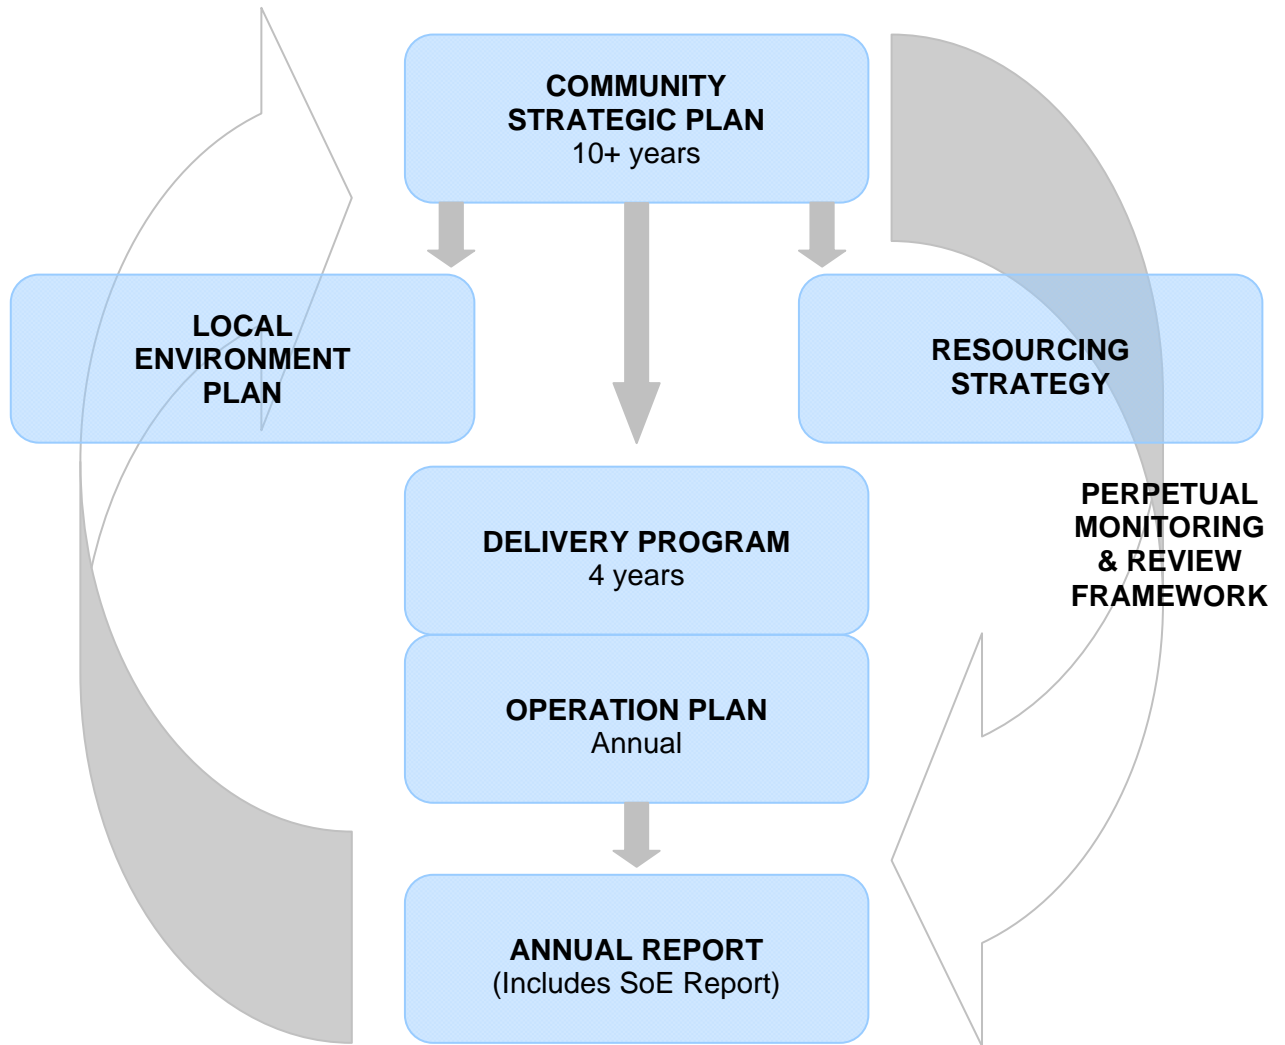 COMMUNITY
STRATEGIC PLAN
10+ years
LOCAL
ENVIRONMENT
PLAN
RESOURCING
STRATEGY
PERPETUAL
MONITORING
& REVIEW
FRAMEWORK
DELIVERY PROGRAM
4 years
OPERATION PLAN
Annual
ANNUAL REPORT
(Includes SoE Report)